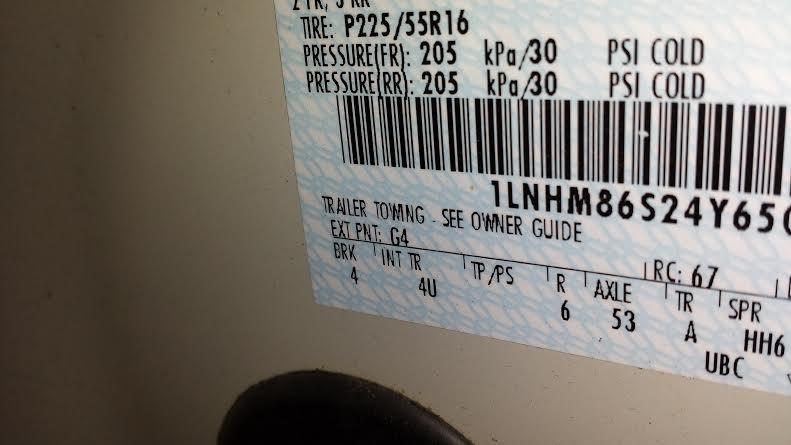 TIRE: P225/55R16
PRESSURE(FR): 205 kPa/30 PSI COLD
PRESSURE(RR): 205 kPa/30 PSI COLD
1LNHM86S24Y65
TRAILER TOWING - SEE OWNER GUIDE
EXT PNT: G4 RC: 67
BRK INT TR TP/PS R AXLE TR SPR
4 4U 6 53 A HH6
UBC